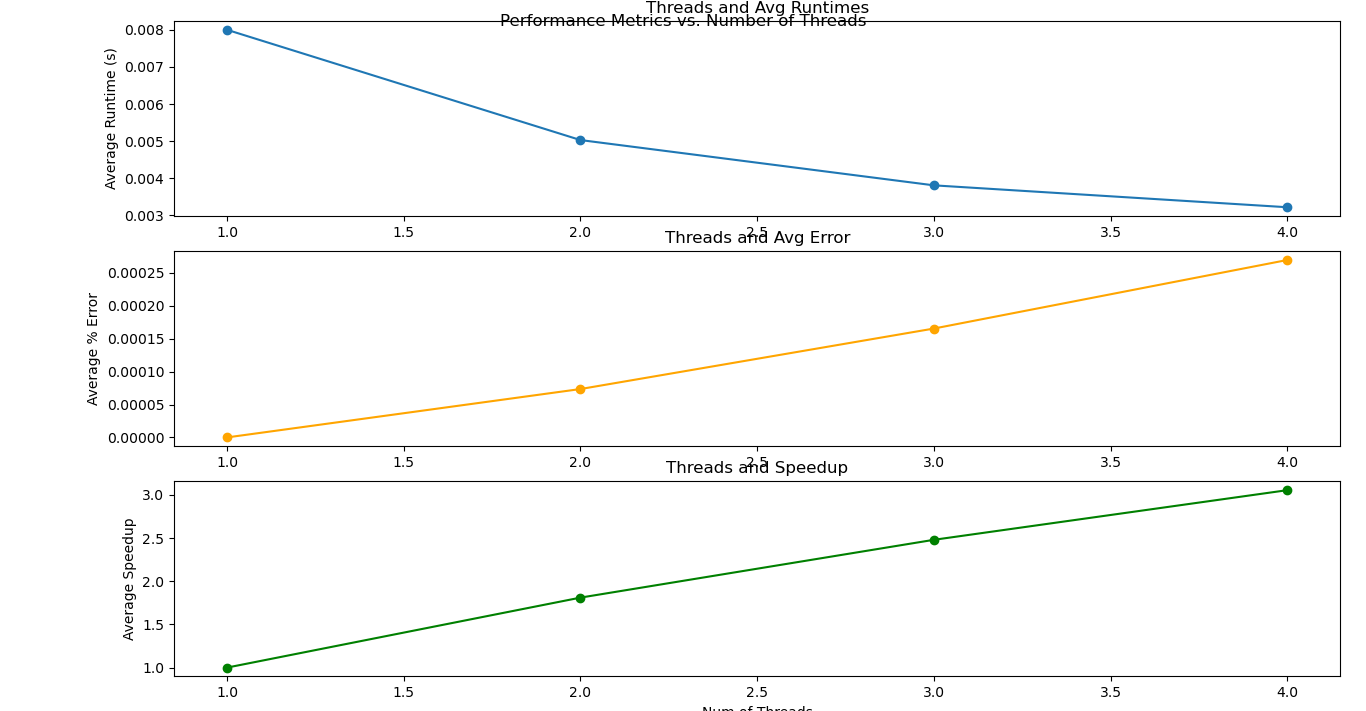 Threads and Avg Runtimes
Performance Metrics vs. Number of Threads
Average Runtime (s)
0.008
0.007
0.006
0.005
0.004
0.003
1.0 1.5 2.0 2.5 3.0 3.5 4.0
Threads and Avg Error
Average % Error
0.00025
0.00020
0.00015
0.00010
0.00005
0.00000
1.0 1.5 2.0 2.5 3.0 3.5 4.0
Threads and Speedup
Average Speedup
3.0
2.5
2.0
1.5
1.0
1.0 1.5 2.0 2.5 3.0 3.5 4.0
Num of Threads